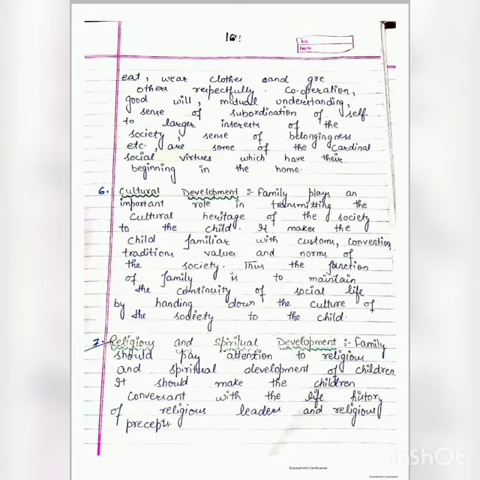 10
eat, wear clothes and gre
others respectfully. Co-operation,
good will, mutual understanding,
sense of subordination of self
to larger interests of the
society, sense of belongingness
etc, are some of the Cardinal
social virtues which have their
beginning in the home.
6. Cultural Development :- Family plays an
important role in transmitting the
cultural heritage of the society
to the child. It makes the
child familiar with customs, convention,
traditions values and norms of
the society. Thus the function
of family is to maintain
the continuity of social life
by handing down the culture of
the society to the child.
7. Religious and Spritual Development :- Family
should pay attention to religious
and spiritual development of children
It should make the children
Conversant with the life history
of religious leaders and religious
precepts.
InShOt
Scanned with CamScanner